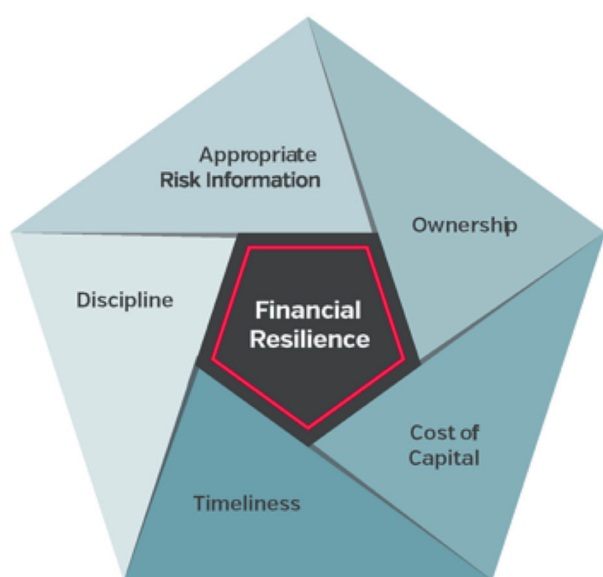 Appropriate
Risk Information
Ownership
Discipline
Financial
Resilience
Cost of
Capital
Timeliness